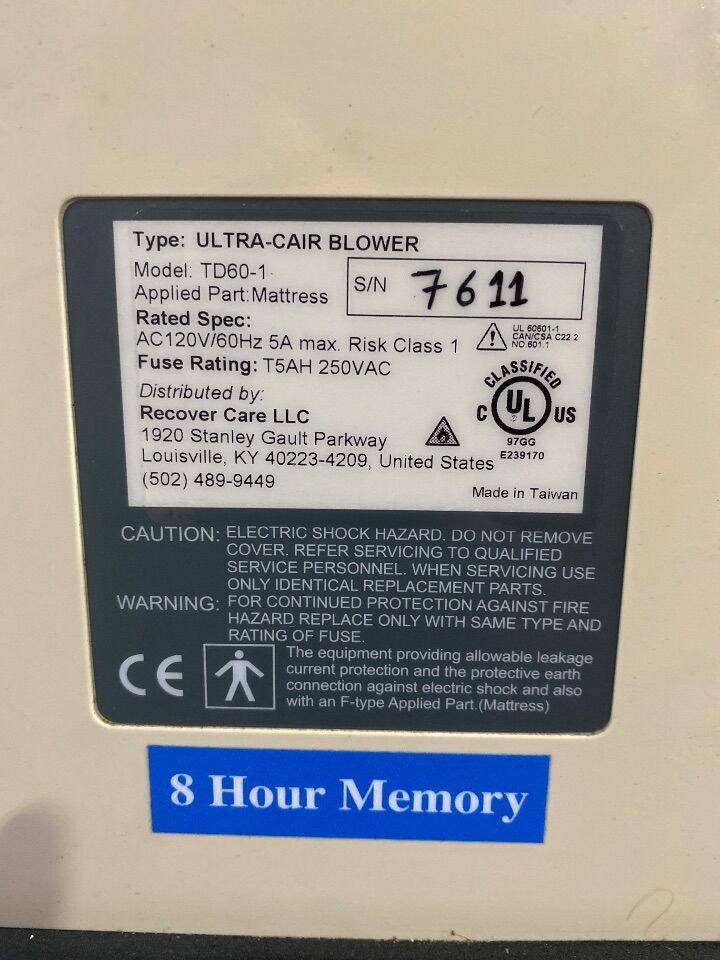 Type: ULTRA-CAIR BLOWER
Model: TD60-1
Applied Part:Mattress
S/N 7611
Rated Spec:
AC120V/60Hz 5A max. Risk Class 1
Fuse Rating: T5AH 250VAC
UL 60601-1
CAN/CSA C22.2
NO.601.1
Distributed by:
Recover Care LLC
1920 Stanley Gault Parkway
Louisville, KY 40223-4209, United States
(502) 489-9449
CLASSIFIED
C UL US
97GG
E239170
Made in Taiwan
CAUTION: ELECTRIC SHOCK HAZARD. DO NOT REMOVE
COVER. REFER SERVICING TO QUALIFIED
SERVICE PERSONNEL. WHEN SERVICING USE
ONLY IDENTICAL REPLACEMENT PARTS.
WARNING: FOR CONTINUED PROTECTION AGAINST FIRE
HAZARD REPLACE ONLY WITH SAME TYPE AND
RATING OF FUSE.
CE
The equipment providing allowable leakage
current protection and the protective earth
connection against electric shock and also
with an F-type Applied Part.(Mattress)
8 Hour Memory